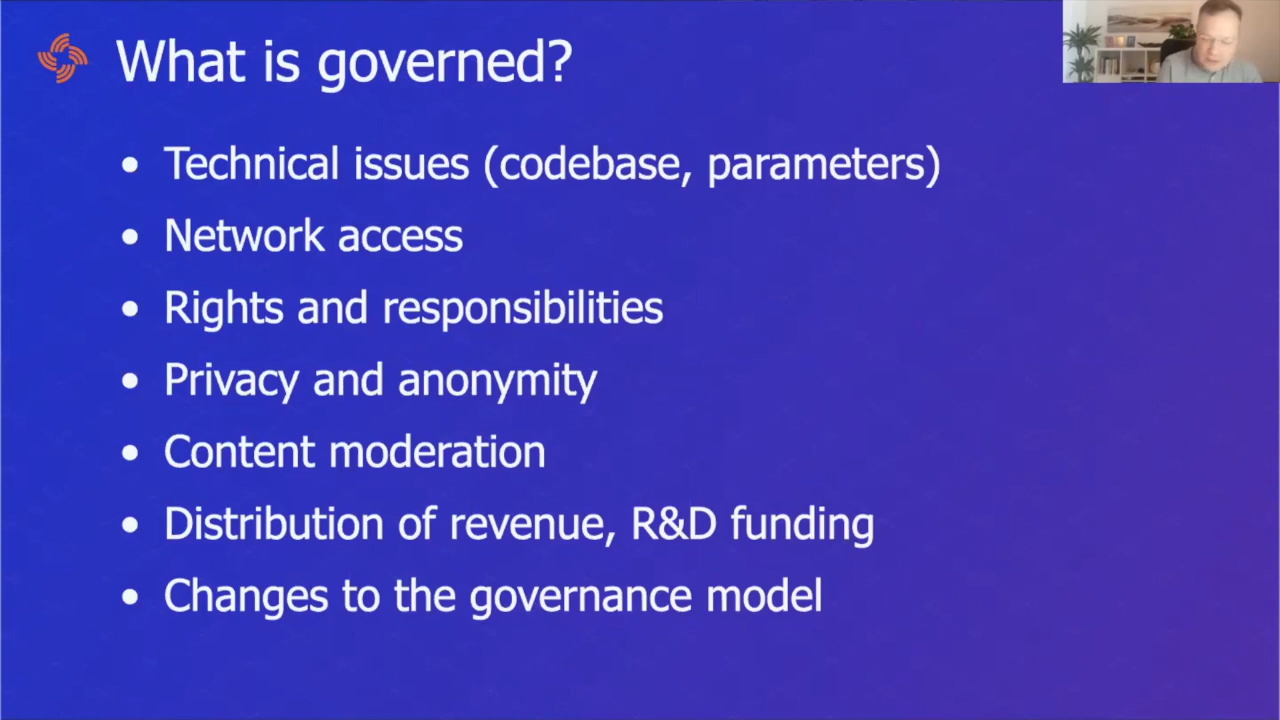 What is governed?
• Technical issues (codebase, parameters)
• Network access
• Rights and responsibilities
• Privacy and anonymity
• Content moderation
• Distribution of revenue, R&D funding
• Changes to the governance model